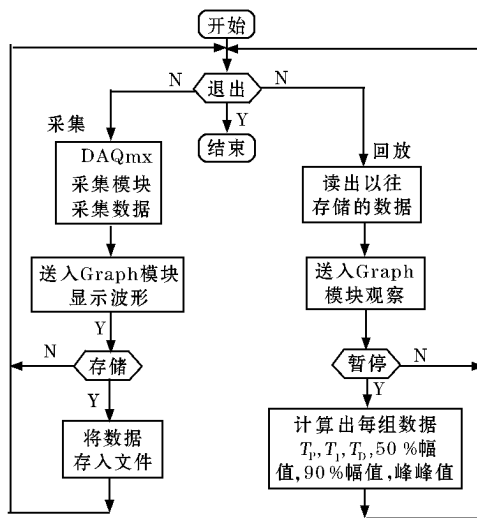 开始
N
退出
N
Y
采集
结束
回放
DAQmx
采集模块
采集数据
读出以往
存储的数据
送入Graph模块
显示波形
送入Graph
模块观察
Y
N
存储
暂停
N
Y
Y
将数据
存入文件
计算出每组数据
T_P,T_1,T_D,50 %幅
值,90 %幅值,峰峰值